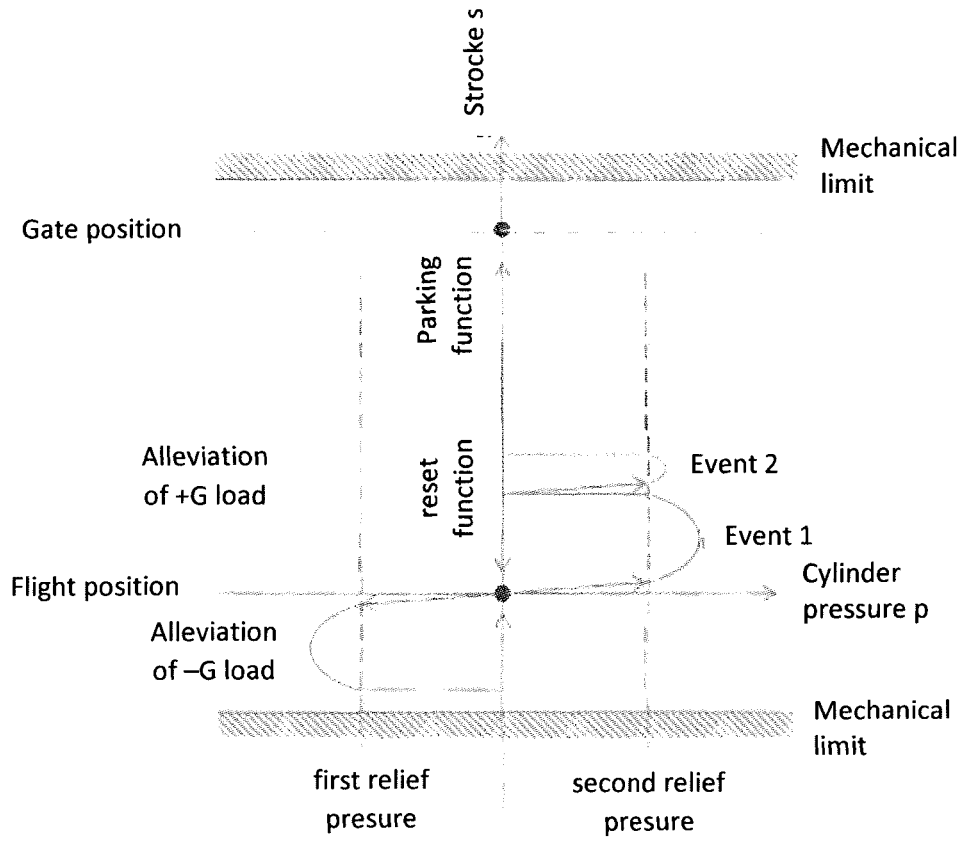 Strocke s
Mechanical
limit
Gate position
Parking
function
Alleviation
of +G load
reset
function
Event 2
Event 1
Flight position
Cylinder
pressure p
Alleviation
of –G load
Mechanical
limit
first relief
presure
second relief
presure